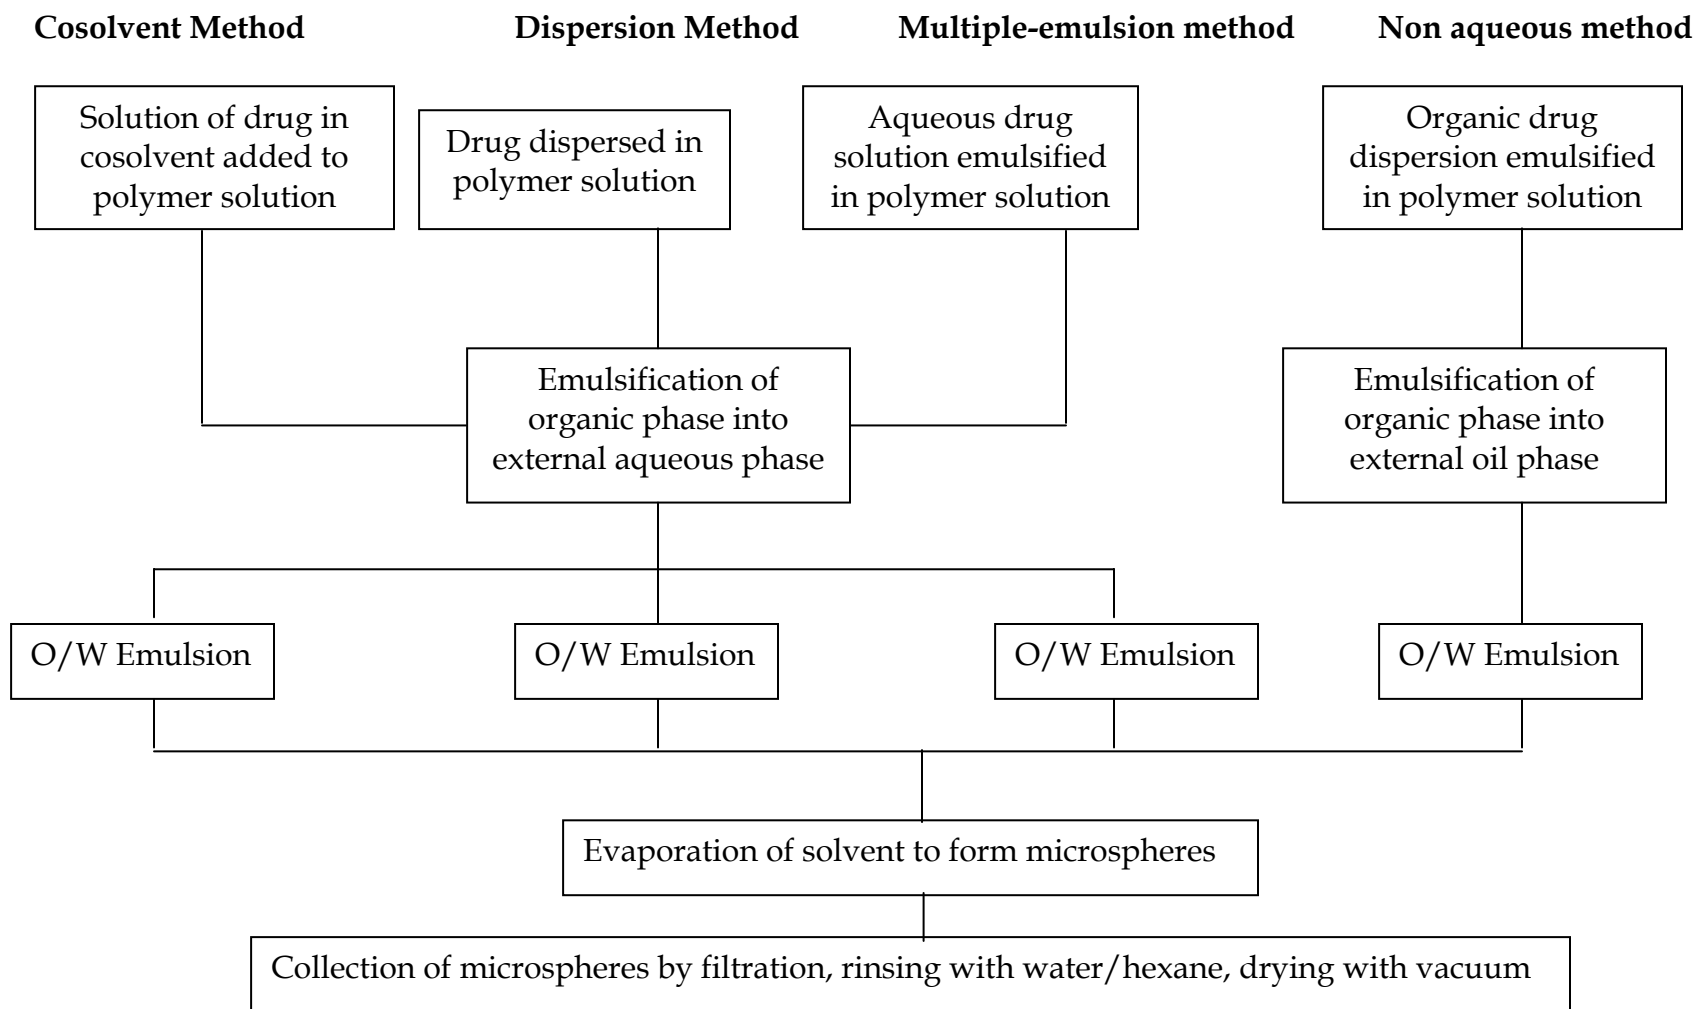 Cosolvent Method
Dispersion Method
Multiple-emulsion method
Non aqueous method
Solution of drug in
cosolvent added to
polymer solution
Drug dispersed in
polymer solution
Aqueous drug
solution emulsified
in polymer solution
Organic drug
dispersion emulsified
in polymer solution
Emulsification of
organic phase into
external aqueous phase
Emulsification of
organic phase into
external oil phase
O/W Emulsion
O/W Emulsion
O/W Emulsion
O/W Emulsion
Evaporation of solvent to form microspheres
Collection of microspheres by filtration, rinsing with water/hexane, drying with vacuum